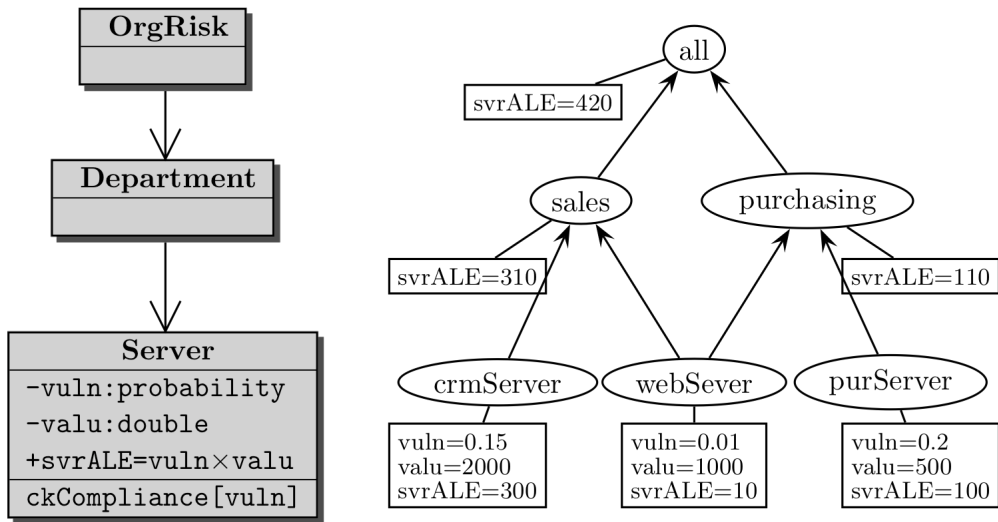 OrgRisk
Department
Server
-vuln:probability
-valu:double
+svrALE=vuln×valu
ckCompliance[vuln]
all
svrALE=420
sales
purchasing
svrALE=310
svrALE=110
crmServer
webSever
purServer
vuln=0.15
valu=2000
svrALE=300
vuln=0.01
valu=1000
svrALE=10
vuln=0.2
valu=500
svrALE=100